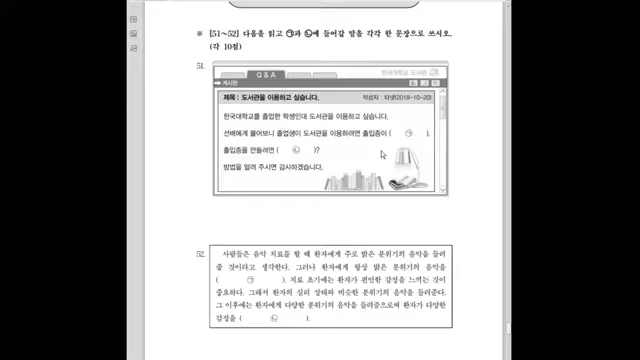 ※ [51~52] 다음을 읽고 ㉠과 ㉡에 들어갈 말을 각각 한 문장으로 쓰시오.
(각 10점)
51.
Q & A
한국대학교 도서관
게시판
제목 : 도서관을 이용하고 싶습니다.
작성자 : 타넷(2018-10-20)
한국대학교를 졸업한 학생인데 도서관을 이용하고 싶습니다.
선배에게 물어보니 졸업생이 도서관을 이용하려면 출입증이 ( ㉠ ).
출입증을 만들려면 ( ㉡ )?
방법을 알려 주시면 감사하겠습니다.
52.
사람들은 음악 치료를 할 때 환자에게 주로 밝은 분위기의 음악을 들려
줄 것이라고 생각한다. 그러나 환자에게 항상 밝은 분위기의 음악을
( ㉠ ). 치료 초기에는 환자가 편안한 감정을 느끼는 것이
중요하다. 그래서 환자의 심리 상태와 비슷한 분위기의 음악을 들려준다.
그 이후에는 환자에게 다양한 분위기의 음악을 들려줌으로써 환자가 다양한
감정을 ( ㉡ ).